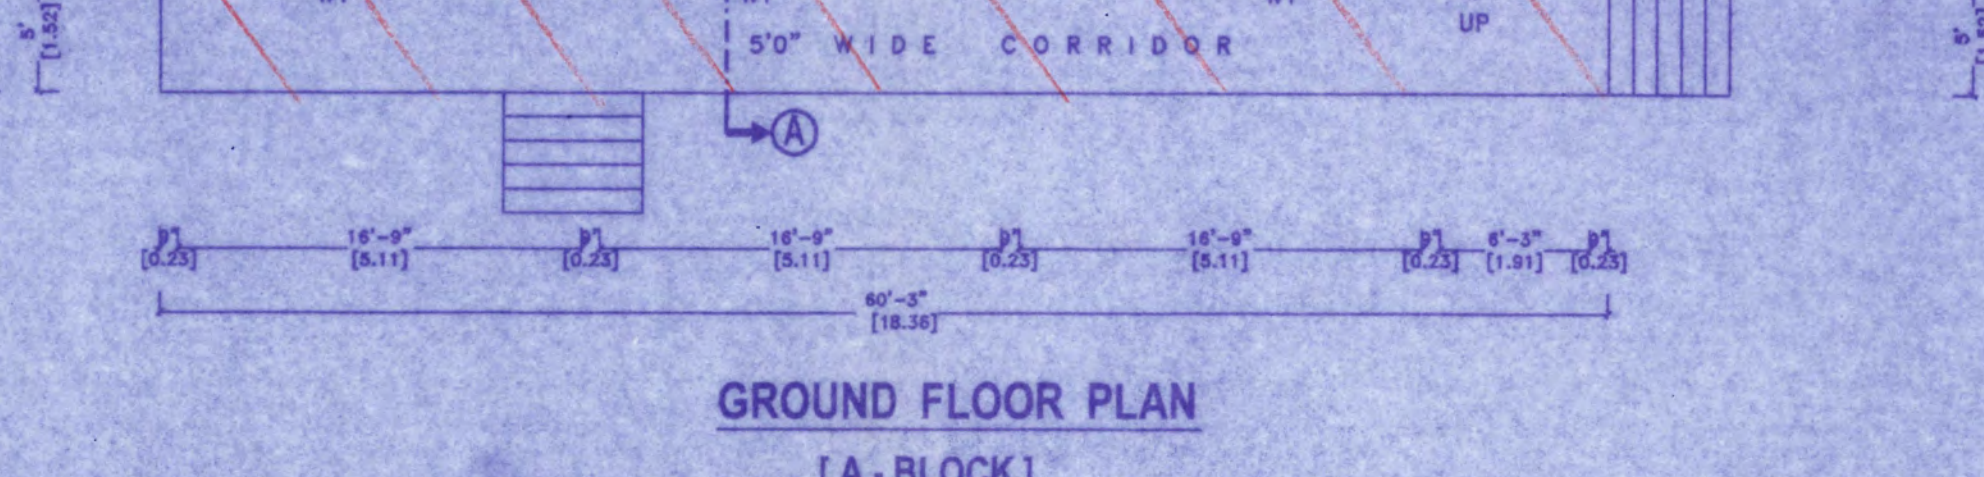 5'
[1.52]
UP
5'0" WIDE CORRIDOR
A
9" 16'-9" 9" 16'-9" 9" 16'-9" 9" 6'-3" 9"
[0.23] [5.11] [0.23] [5.11] [0.23] [5.11] [0.23] [1.91] [0.23]
60'-3"
[18.36]
GROUND FLOOR PLAN
[A-BLOCK]
5'